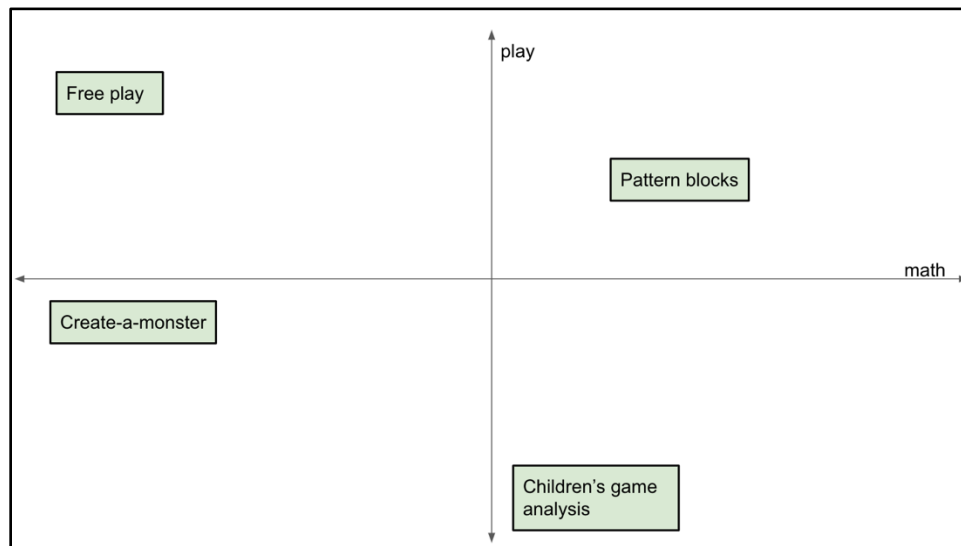 play
Free play
Pattern blocks
math
Create-a-monster
Children’s game
analysis